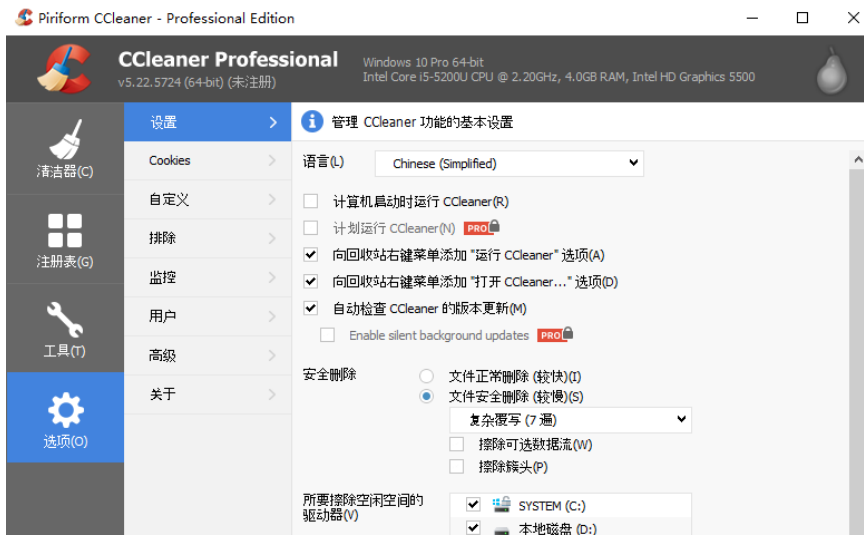 Piriform CCleaner - Professional Edition
CCleaner Professional
v5.22.5724 (64-bit) (未注册)
Windows 10 Pro 64-bit
Intel Core i5-5200U CPU @ 2.20GHz, 4.0GB RAM, Intel HD Graphics 5500
清洁器(C)
注册表(G)
工具(T)
选项(O)
设置
Cookies
自定义
排除
监控
用户
高级
关于
管理 CCleaner 功能的基本设置
语言(L) Chinese (Simplified)
计算机启动时运行 CCleaner(R)
计划运行 CCleaner(N) PRO
向回收站右键菜单添加 "运行 CCleaner" 选项(A)
向回收站右键菜单添加 "打开 CCleaner..." 选项(D)
自动检查 CCleaner 的版本更新(M)
Enable silent background updates PRO
安全删除 文件正常删除 (较快)(I)
文件安全删除 (较慢)(S)
复杂覆写 (7 遍)
擦除可选数据流(W)
擦除簇头(P)
所要擦除空闲空间的
驱动器(V)
SYSTEM (C:)
本地磁盘 (D:)